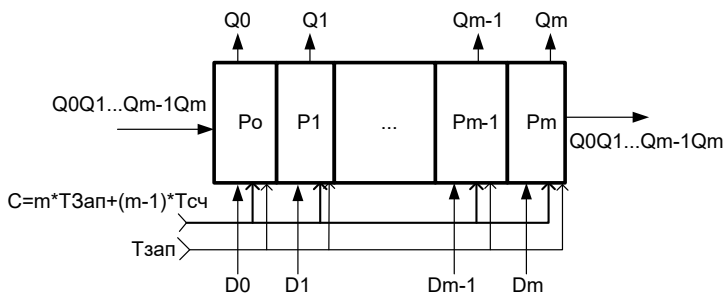 Q0 Q1 Qm-1 Qm
Q0Q1...Qm-1Qm
Po P1 ... Pm-1 Pm
Q0Q1...Qm-1Qm
C=m*TЗап+(m-1)*Tсч
Tзап
D0 D1 Dm-1 Dm